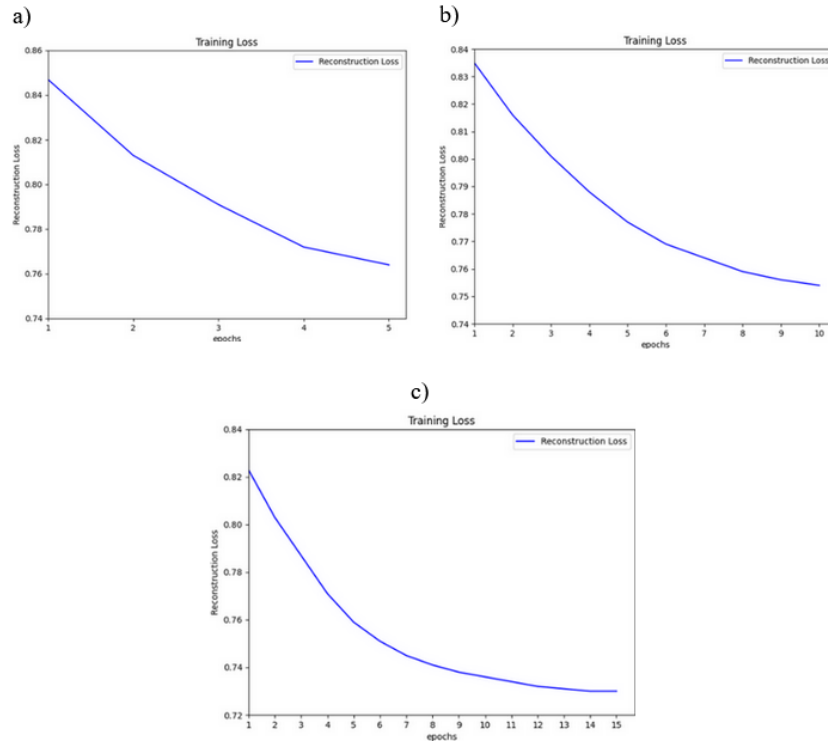 a)
Training Loss
Reconstruction Loss
0.86
0.84
0.82
0.80
0.78
0.76
0.74
Reconstruction Loss
1 2 3 4 5
epochs
b)
Training Loss
Reconstruction Loss
0.84
0.83
0.82
0.81
0.80
0.79
0.78
0.77
0.76
0.75
0.74
Reconstruction Loss
1 2 3 4 5 6 7 8 9 10
epochs
c)
Training Loss
Reconstruction Loss
0.84
0.82
0.80
0.78
0.76
0.74
0.72
Reconstruction Loss
1 2 3 4 5 6 7 8 9 10 11 12 13 14 15
epochs